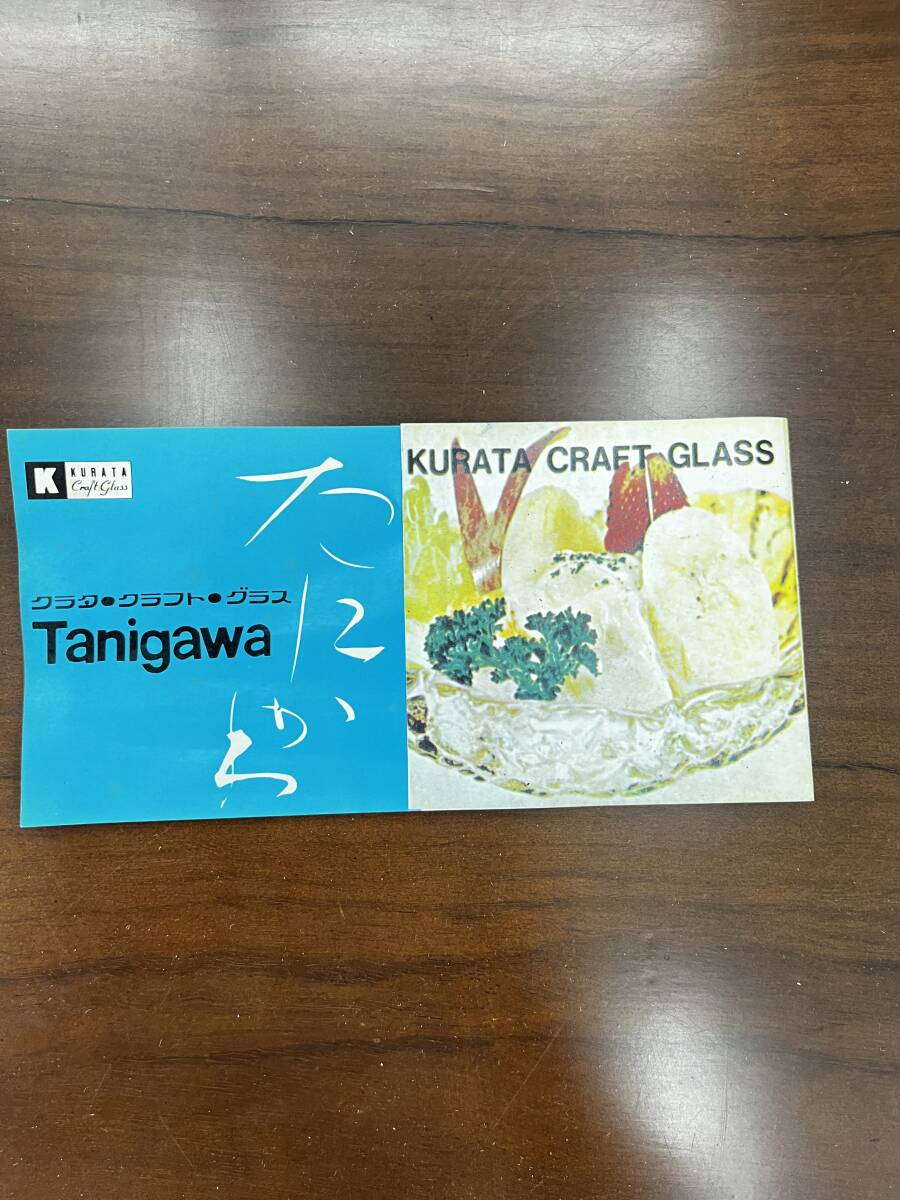 K
KURATA
Craft Glass
クラタ・クラフト・グラス
Tanigawa
たにがわ
KURATA CRAFT GLASS